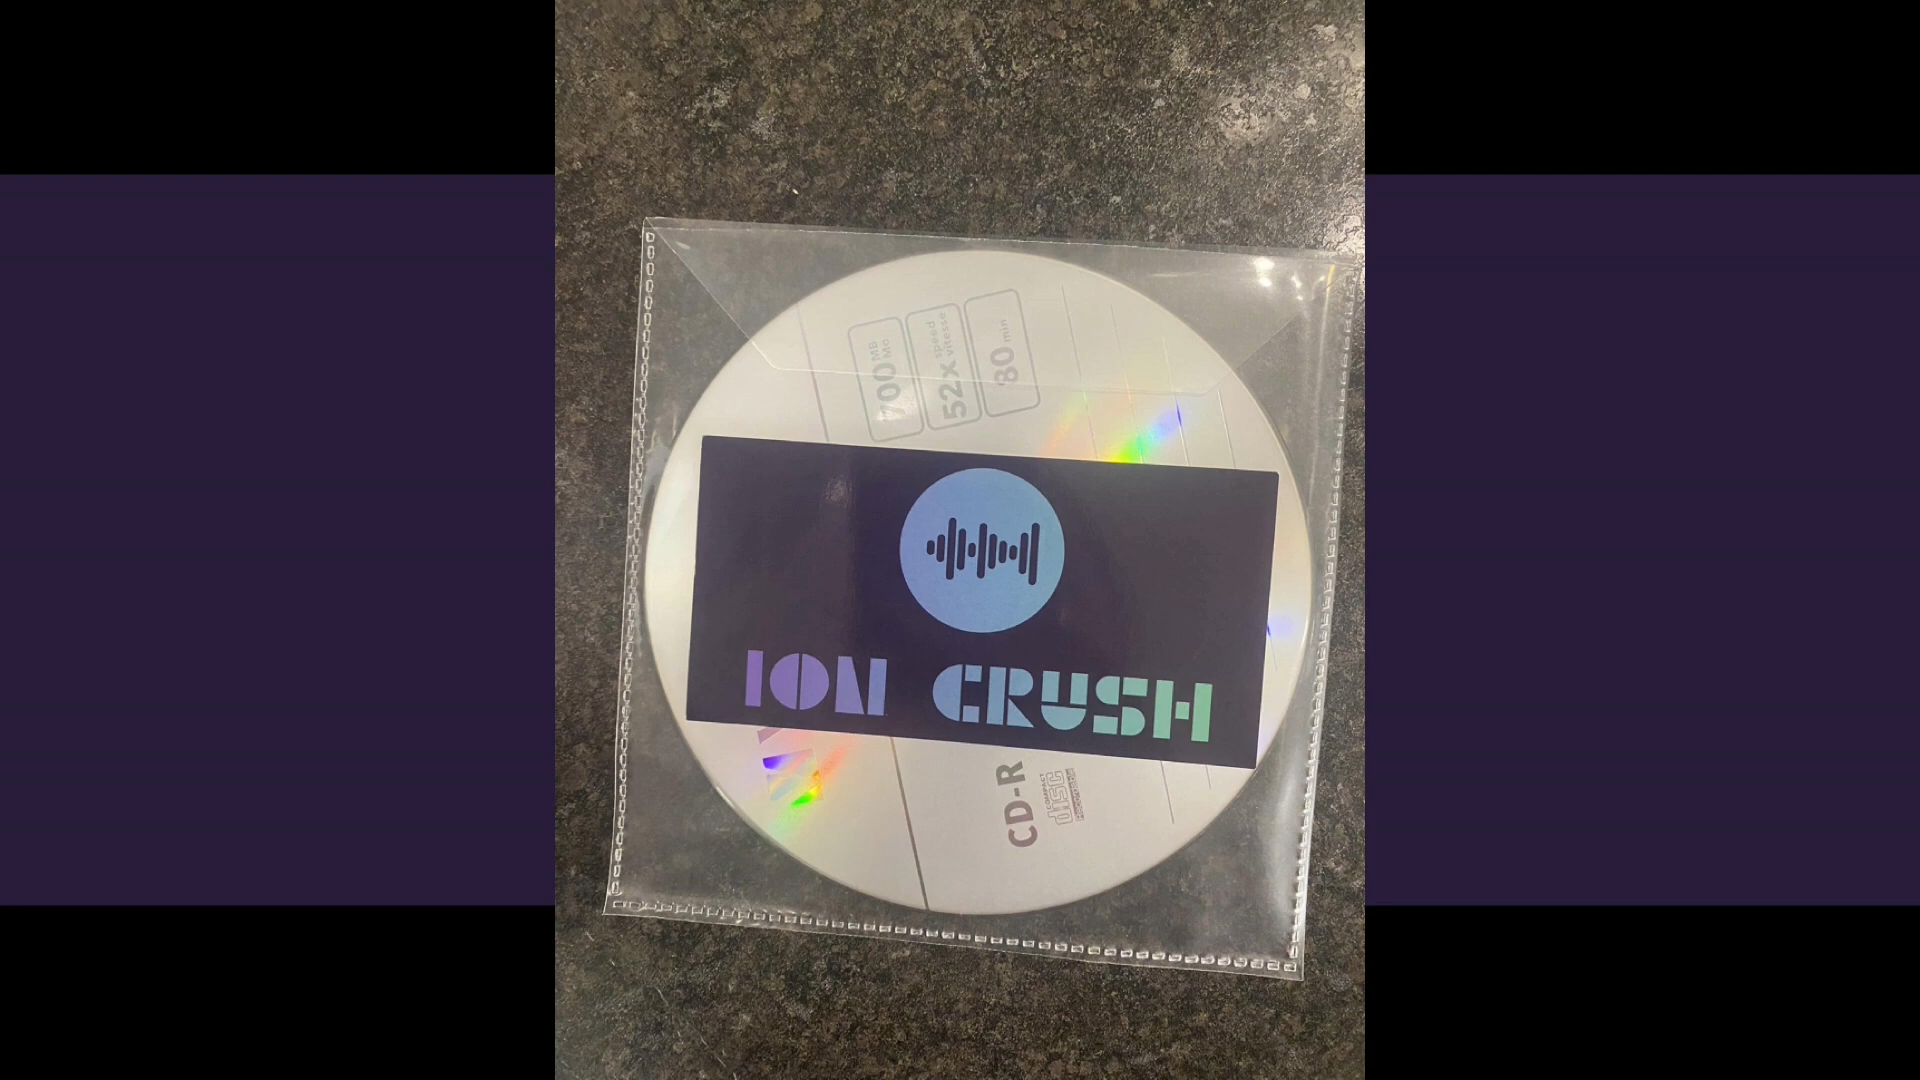 700 MB Mo
52x speed vitesse
80 min
ION CRUSH
CD-R
COMPACT
disc